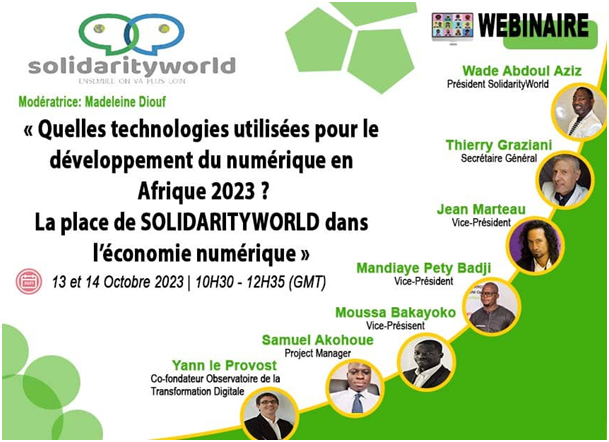 solidarityworld
ENSEMBLE ON VA PLUS LOIN
Modératrice: Madeleine Diouf
« Quelles technologies utilisées pour le
développement du numérique en
Afrique 2023 ?
La place de SOLIDARITYWORLD dans
l'économie numérique »
13 et 14 Octobre 2023 | 10H30 - 12H35 (GMT)
WEBINAIRE
Wade Abdoul Aziz
Président SolidarityWorld
Thierry Graziani
Secrétaire Général
Jean Marteau
Vice-Président
Mandiaye Pety Badji
Vice-Président
Moussa Bakayoko
Vice-Présisent
Samuel Akohoue
Project Manager
Yann le Provost
Co-fondateur Observatoire de la
Transformation Digitale